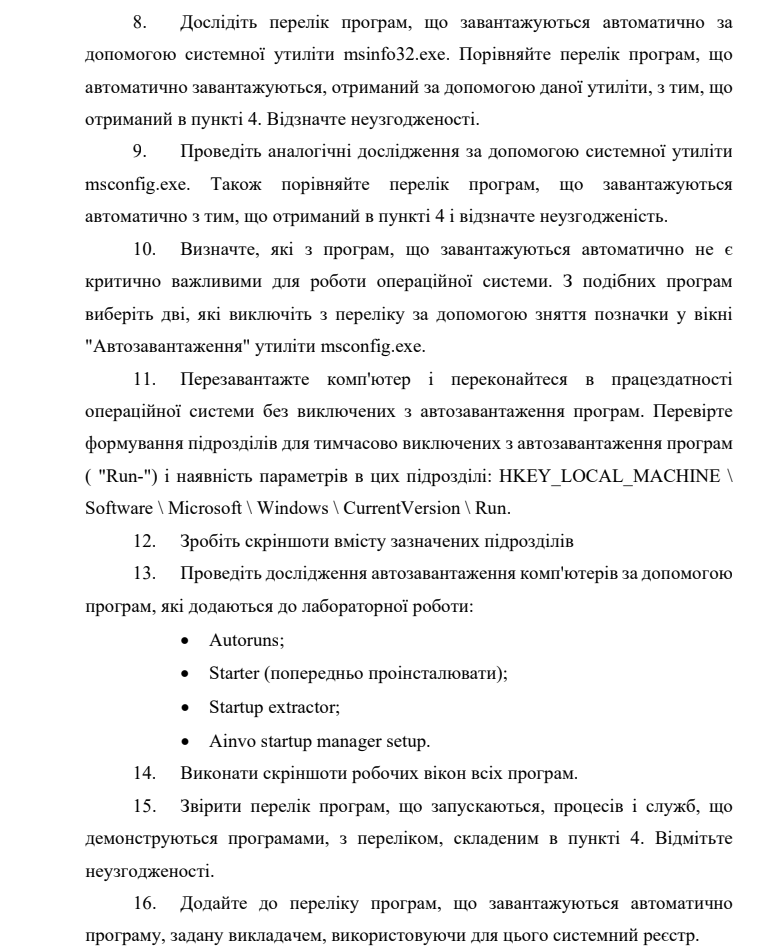 8. Дослідіть перелік програм, що завантажуються автоматично за
допомогою системної утиліти msinfo32.exe. Порівняйте перелік програм, що
автоматично завантажуються, отриманий за допомогою даної утиліти, з тим, що
отриманий в пункті 4. Відзначте неузгодженості.
9. Проведіть аналогічні дослідження за допомогою системної утиліти
msconfig.exe. Також порівняйте перелік програм, що завантажуються
автоматично з тим, що отриманий в пункті 4 і відзначте неузгодженість.
10. Визначте, які з програм, що завантажуються автоматично не є
критично важливими для роботи операційної системи. З подібних програм
виберіть дві, які виключіть з переліку за допомогою зняття позначки у вікні
"Автозавантаження" утиліти msconfig.exe.
11. Перезавантажте комп'ютер і переконайтеся в працездатності
операційної системи без виключених з автозавантаження програм. Перевірте
формування підрозділів для тимчасово виключених з автозавантаження програм
( "Run-") і наявність параметрів в цих підрозділі: HKEY_LOCAL_MACHINE \
Software \ Microsoft \ Windows \ CurrentVersion \ Run.
12. Зробіть скріншоти вмісту зазначених підрозділів
13. Проведіть дослідження автозавантаження комп'ютерів за допомогою
програм, які додаються до лабораторної роботи:
• Autoruns;
• Starter (попередньо проінсталювати);
• Startup extractor;
• Ainvo startup manager setup.
14. Виконати скріншоти робочих вікон всіх програм.
15. Звірити перелік програм, що запускаються, процесів і служб, що
демонструються програмами, з переліком, складеним в пункті 4. Відмітьте
неузгодженості.
16. Додайте до переліку програм, що завантажуються автоматично
програму, задану викладачем, використовуючи для цього системний реєстр.